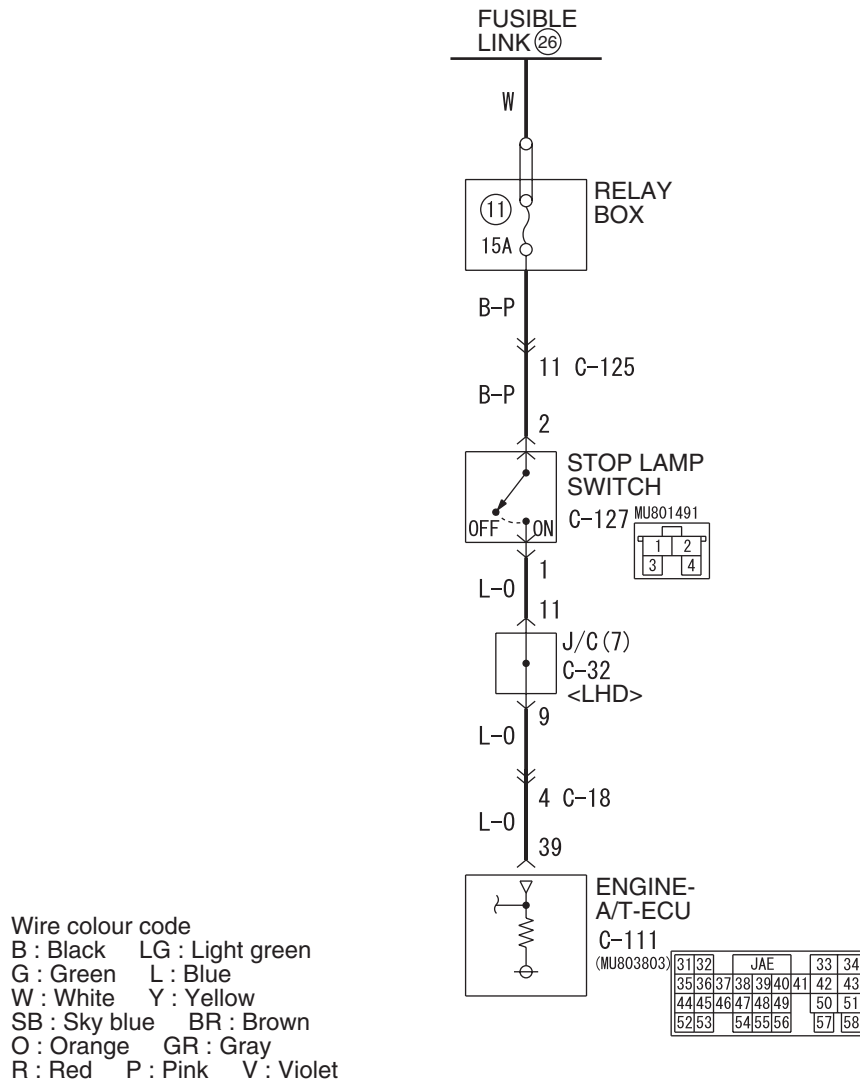 FUSIBLE
LINK 26
W
RELAY
BOX
11
15A
B-P
11 C-125
B-P
2
STOP LAMP
SWITCH
OFF ON
C-127 MU801491
1 2
3 4
1
L-O
11
J/C(7)
C-32
<LHD>
9
L-O
4 C-18
L-O
39
ENGINE-
A/T-ECU
C-111
(MU803803)
31 32 JAE 33 34
35 36 37 38 39 40 41 42 43
44 45 46 47 48 49 50 51
52 53 54 55 56 57 58
Wire colour code
B : Black LG : Light green
G : Green L : Blue
W : White Y : Yellow
SB : Sky blue BR : Brown
O : Orange GR : Gray
R : Red P : Pink V : Violet